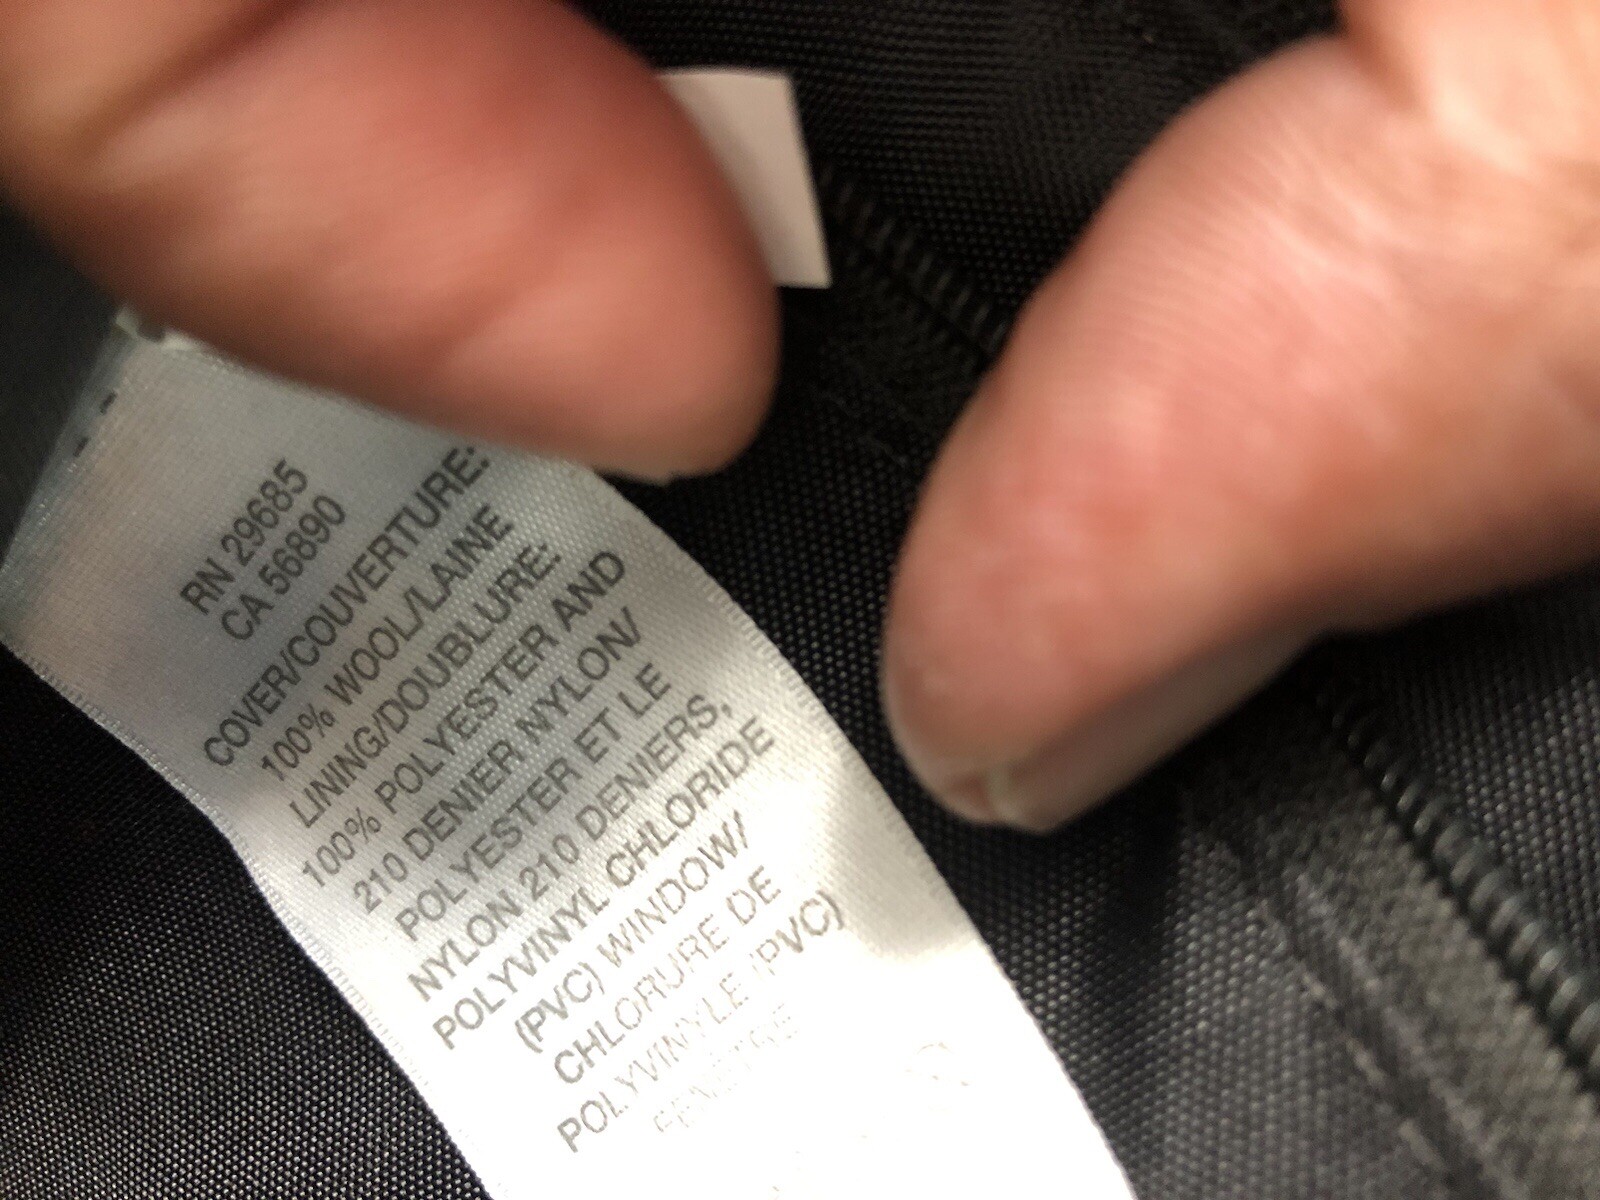 RN 29685
CA 56890
COVER/COUVERTURE:
100% WOOL/LAINE
LINING/DOUBLURE:
100% POLYESTER AND
210 DENIER NYLON/
POLYESTER ET LE
NYLON 210 DENIERS,
POLYVINYL CHLORIDE
(PVC) WINDOW/
CHLORURE DE
POLYVINYLE (PVC)